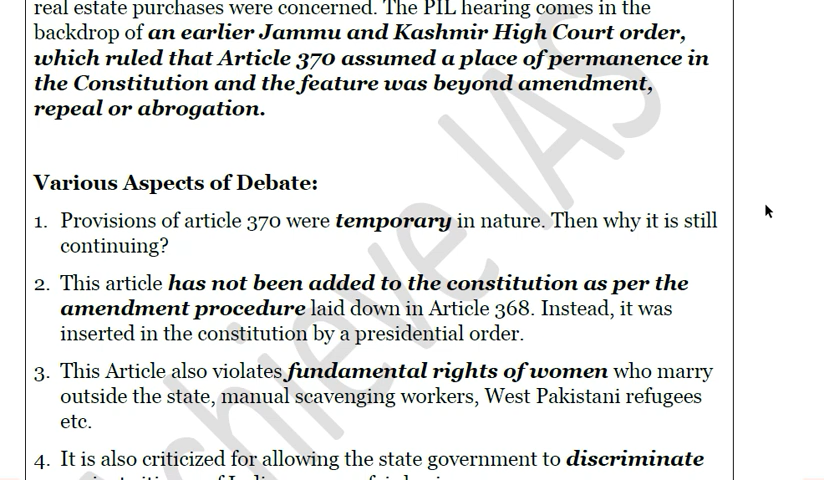 real estate purchases were concerned. The PIL hearing comes in the
backdrop of an earlier Jammu and Kashmir High Court order,
which ruled that Article 370 assumed a place of permanence in
the Constitution and the feature was beyond amendment,
repeal or abrogation.
Various Aspects of Debate:
1. Provisions of article 370 were temporary in nature. Then why it is still
continuing?
2. This article has not been added to the constitution as per the
amendment procedure laid down in Article 368. Instead, it was
inserted in the constitution by a presidential order.
3. This Article also violates fundamental rights of women who marry
outside the state, manual scavenging workers, West Pakistani refugees
etc.
4. It is also criticized for allowing the state government to discriminate
chieve IAS